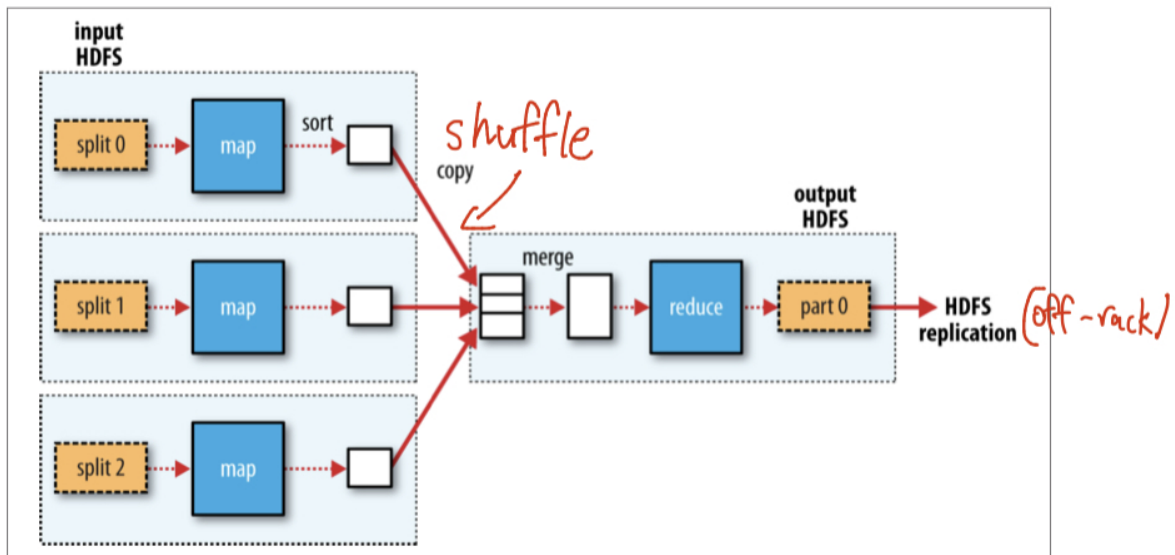 input
HDFS
split 0
map
sort
shuffle
copy
split 1
map
split 2
map
output
HDFS
merge
reduce
part 0
HDFS
replication
(off-rack)